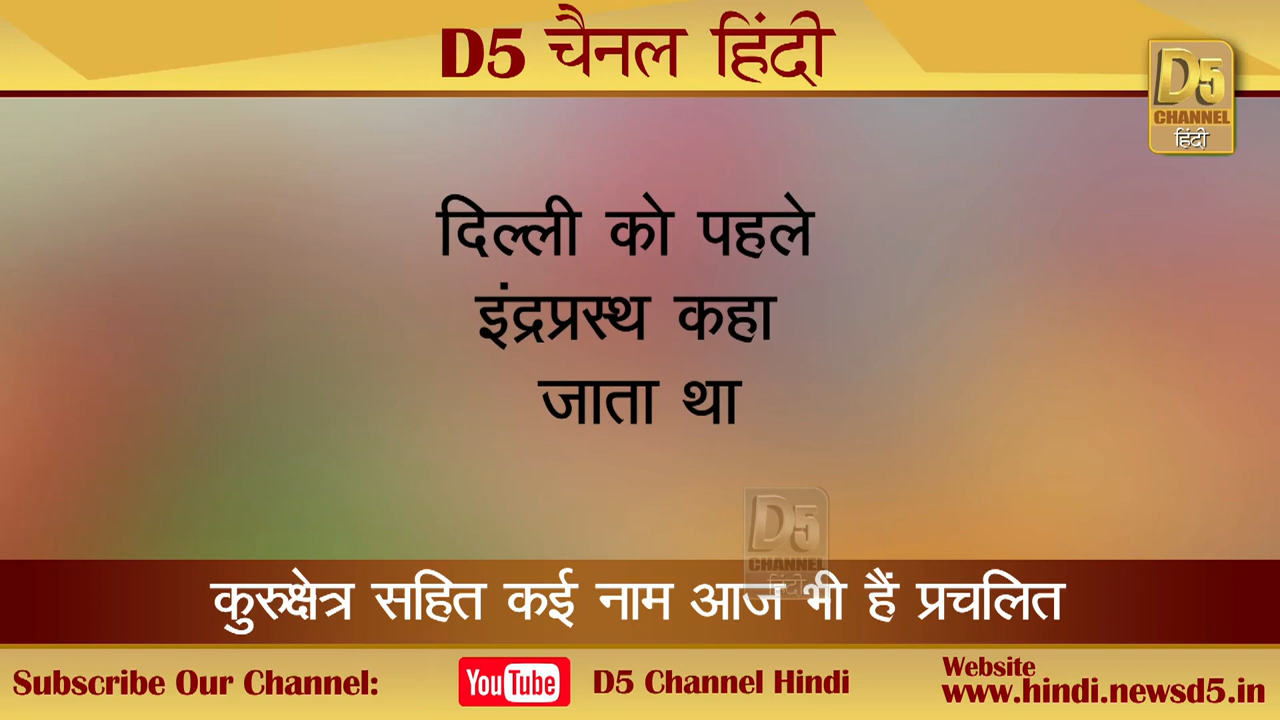 D5 चैनल हिंदी
D5
CHANNEL
हिंदी
दिल्ली को पहले
इंद्रप्रस्थ कहा
जाता था
D5
CHANNEL
हिंदी
कुरुक्षेत्र सहित कई नाम आज भी हैं प्रचलित
Subscribe Our Channel:
YouTube
D5 Channel Hindi
Website
www.hindi.newsd5.in